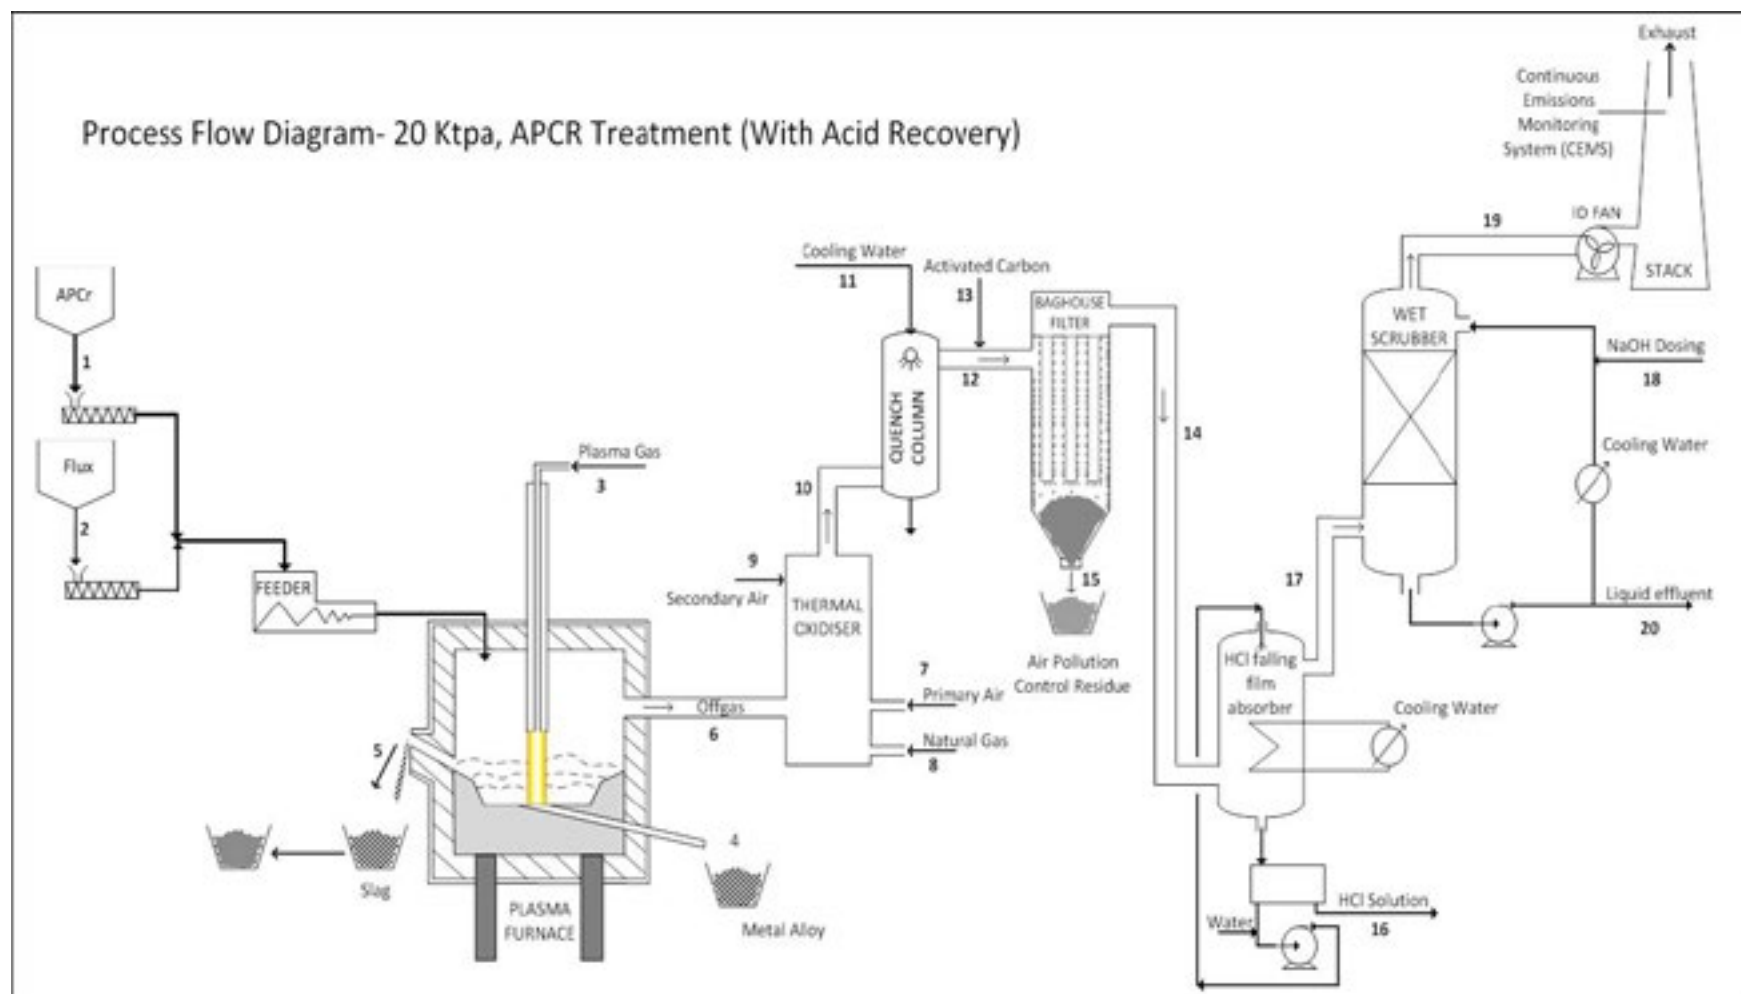 Process Flow Diagram- 20 Ktpa, APCR Treatment (With Acid Recovery)
Exhaust
Continuous
Emissions
Monitoring
System (CEMS)
ID FAN
STACK
19
APCr
1
Flux
2
FEEDER
Plasma Gas
3
Cooling Water
11
Activated Carbon
13
QUENCH
COLUMN
12
10
BAGHOUSE
FILTER
14
15
Air Pollution
Control Residue
9
Secondary Air
THERMAL
OXIDISER
7
Primary Air
Natural Gas
8
Offgas
6
5
4
Slag
PLASMA
FURNACE
Metal Alloy
WET
SCRUBBER
NaOH Dosing
18
Cooling Water
Liquid effluent
20
17
HCl falling
film
absorber
Cooling Water
HCl Solution
16
Water